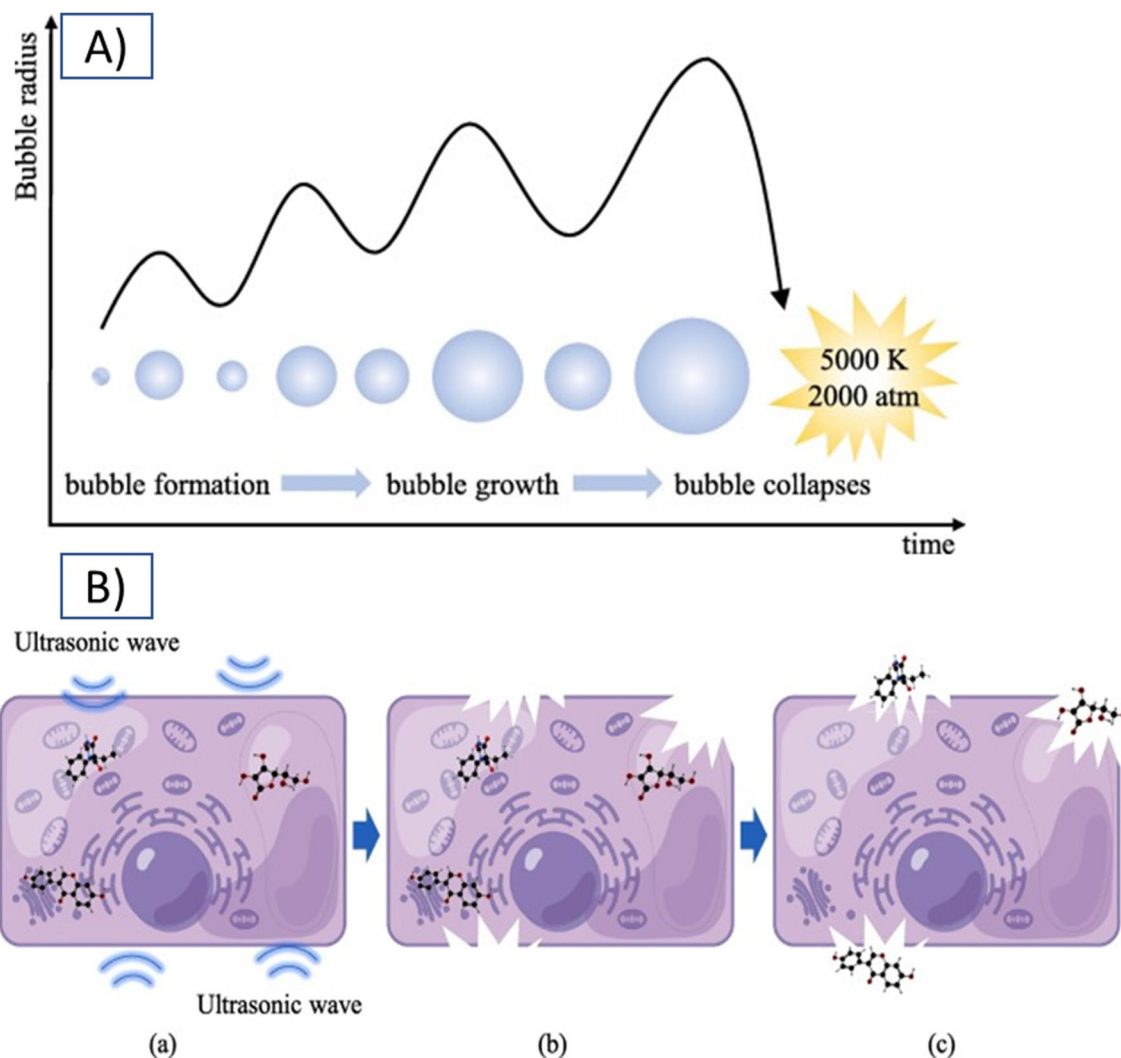 A)
Bubble radius
5000 K
2000 atm
bubble formation
bubble growth
bubble collapses
time
B)
Ultrasonic wave
Ultrasonic wave
(a)
(b)
(c)